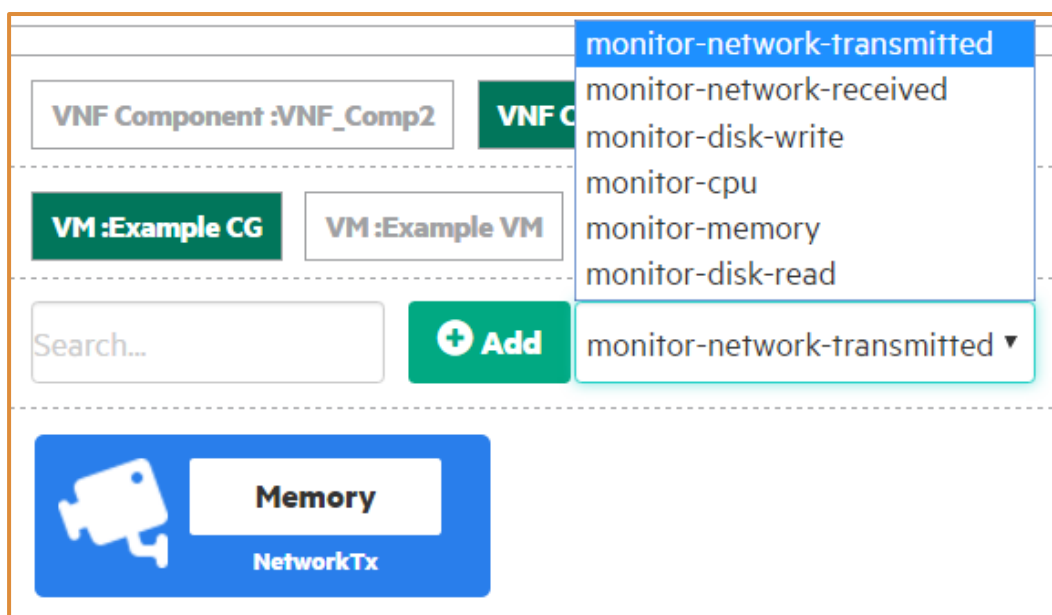 monitor-network-transmitted
monitor-network-received
monitor-disk-write
monitor-cpu
monitor-memory
monitor-disk-read
VNF Component :VNF_Comp2
VNF C
VM :Example CG
VM :Example VM
Search...
Add
monitor-network-transmitted
Memory
NetworkTx